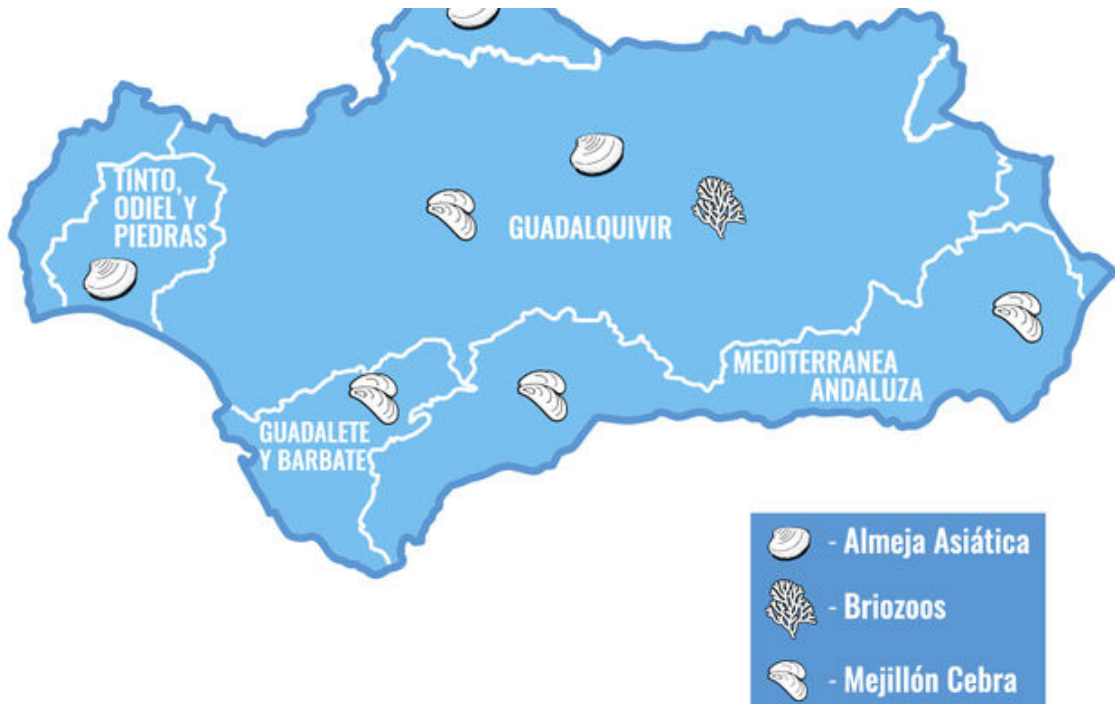 TINTO,
ODIEL Y
PIEDRAS
GUADALQUIVIR
MEDITERRANEA
ANDALUZA
GUADALETE
Y BARBATE
- Almeja Asiática
- Briozoos
- Mejillón Cebra